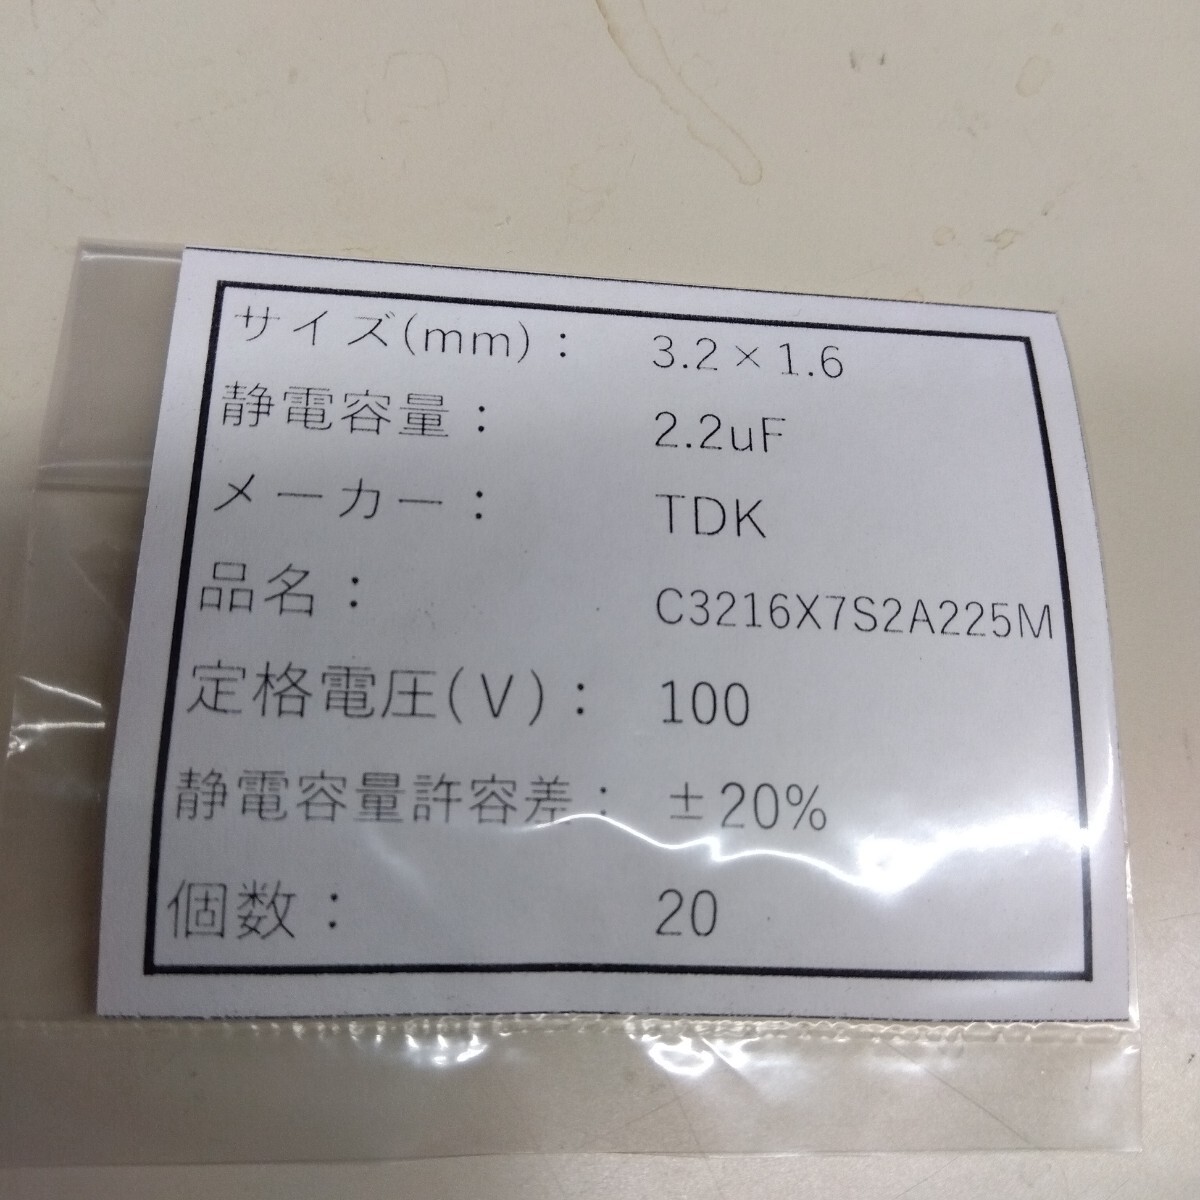 サイズ(mm)： 3.2×1.6
静電容量： 2.2uF
メーカー： TDK
品名： C3216X7S2A225M
定格電圧(V)： 100
静電容量許容差： ±20%
個数： 20